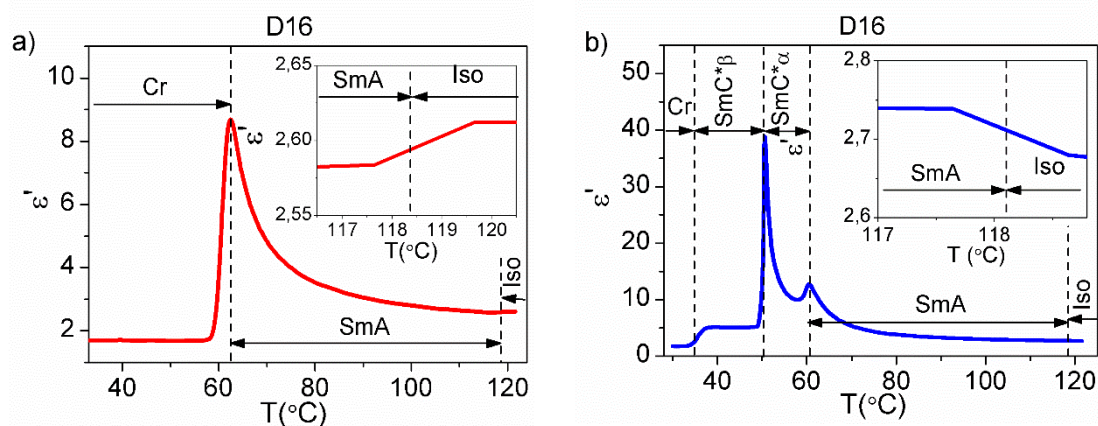 D16
a)
10
8
6
4
2
ε'
40
60
80
100
120
T(°C)
Cr
SmA
Iso
2,65
2,60
2,55
ε'
SmA
Iso
117
118
119
120
T(°C)
D16
b)
50
40
30
20
10
0
ε'
40
60
80
100
120
T(°C)
Cr
SmC*β
SmC*α
SmA
Iso
2,8
2,7
2,6
ε'
SmA
Iso
117
118
T (°C)